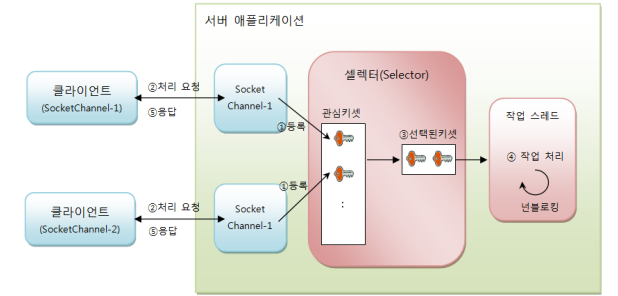 서버 애플리케이션
클라이언트
(SocketChannel-1)
②처리 요청
⑤응답
Socket
Channel-1
①등록
셀렉터(Selector)
관심키셋
③선택된키셋
작업 스레드
④ 작업 처리
넌블로킹
클라이언트
(SocketChannel-2)
②처리 요청
⑤응답
Socket
Channel-1
①등록
: